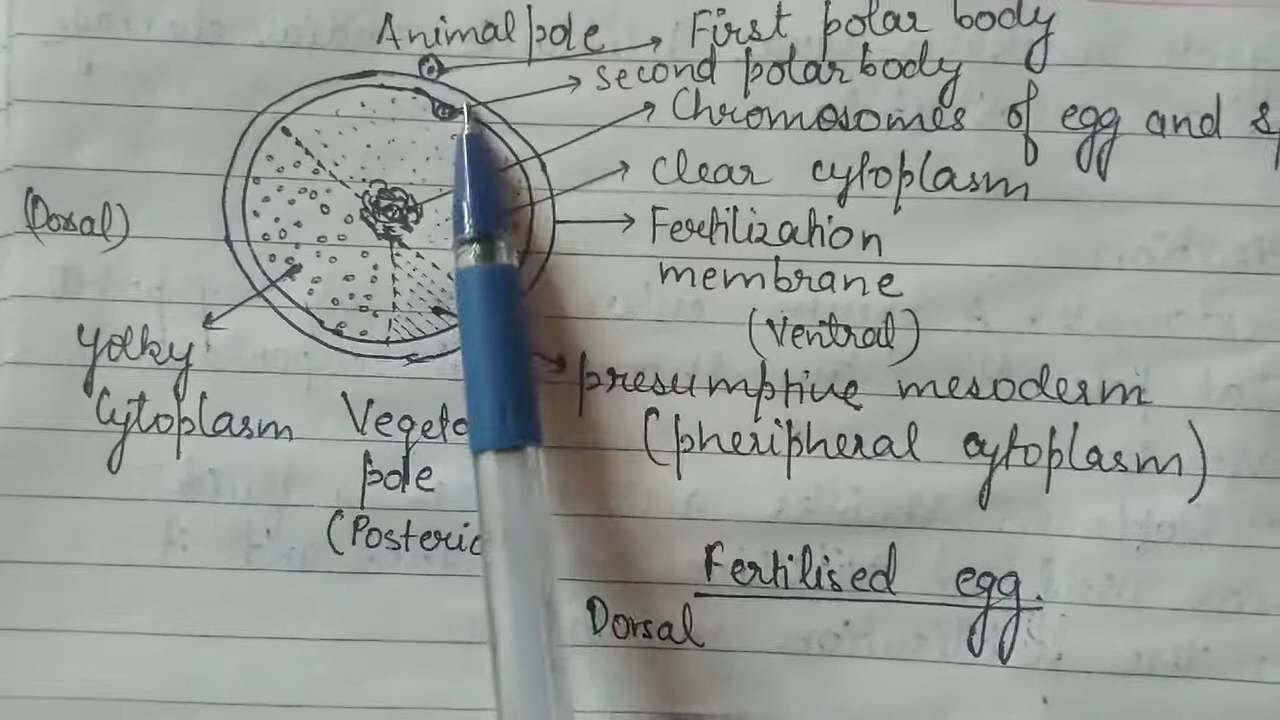 Animal pole
First polar body
second polar body
Chromosomes of egg and
clear cytoplasm
(Dorsal)
Fertilization
membrane
(Ventral)
yolky
Cytoplasm
presumptive mesoderm
(pheripheral cytoplasm)
pole
Fertilised egg.
Dorsal